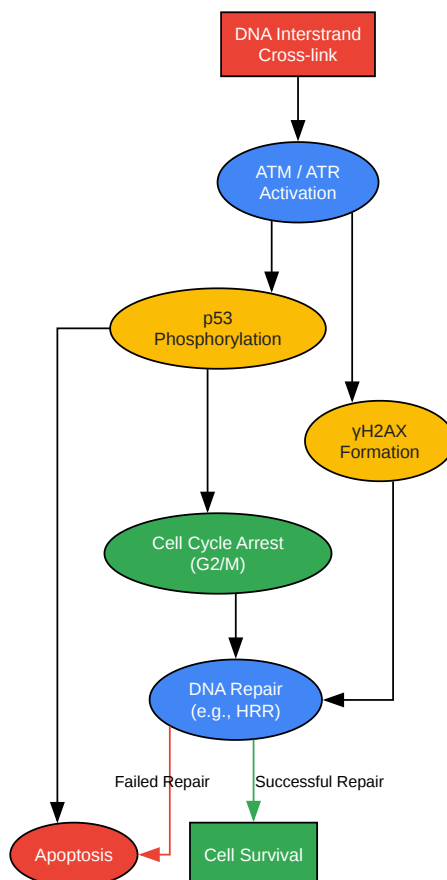 DNA Interstrand
Cross-link
ATM / ATR
Activation
p53
Phosphorylation
γH2AX
Formation
Cell Cycle Arrest
(G2/M)
DNA Repair
(e.g., HRR)
Failed Repair
Successful Repair
Apoptosis
Cell Survival